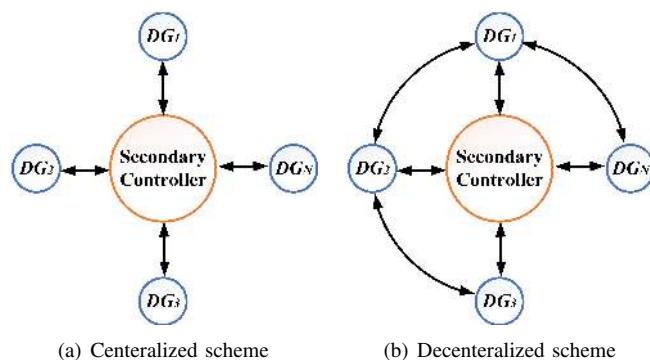 DG1 DG1
DG2 Secondary Controller DGN DG2 Secondary Controller DGN
DG3 DG3
(a) Centeralized scheme (b) Decenteralized scheme